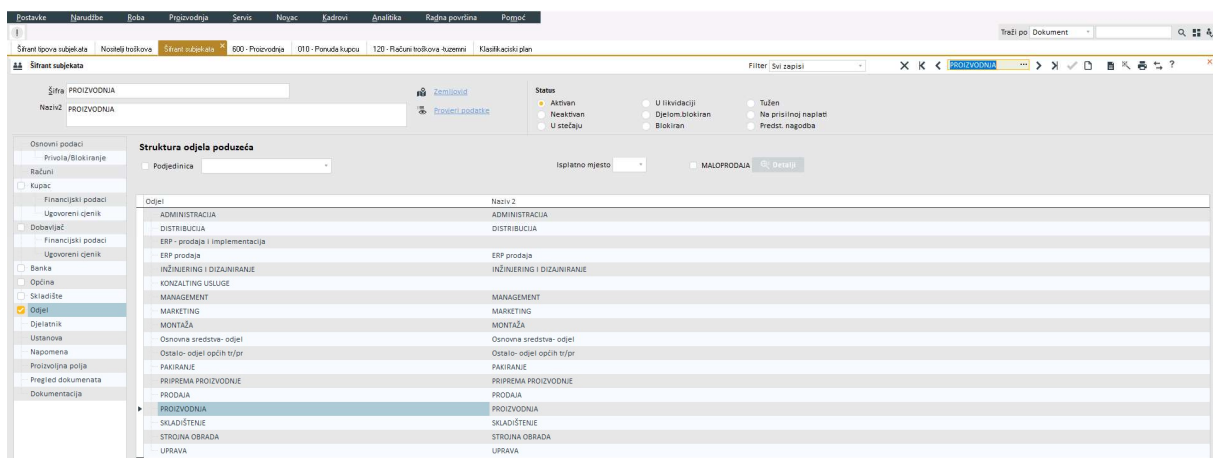 Postavke Narudžbe Roba Proizvodnja Servis Novac Kadrovi Analitika Radna površina Pomoć
Traži po Dokument
Šifrant tipova subjekata Nositelji troškova Šifrant subjekata 600 - Proizvodnja 010 - Ponuda kupcu 120 - Računi troškova -tuzemni Klasifikacijski plan
Šifrant subjekata Filter Svi zapisi PROIZVODNJA ... ?
Šifra PROIZVODNJA Zemljovid Status
Aktivan U likvidaciji Tužen
Naziv2 PROIZVODNJA Provjeri podatke
Neaktivan Djelom.blokiran Na prisilnoj naplati
U stečaju Blokiran Predst. nagodba
Osnovni podaci
Struktura odjela poduzeća
Privola/Blokiranje
Podjedinica Isplatno mjesto MALOPRODAJA Detalji
Računi
Kupac
Financijski podaci
Odjel Naziv 2
Ugovoreni cjenik ADMINISTRACIJA ADMINISTRACIJA
Dobavljač DISTRIBUCIJA DISTRIBUCIJA
Financijski podaci ERP - prodaja i implementacija
Ugovoreni cjenik ERP prodaja ERP prodaja
Banka INŽINJERING I DIZAJNIRANJE INŽINJERING I DIZAJNIRANJE
Općina KONZALTING USLUGE
Skladište MANAGEMENT MANAGEMENT
Odjel MARKETING MARKETING
Djelatnik MONTAŽA MONTAŽA
Ustanova Osnovna sredstva- odjel Osnovna sredstva- odjel
Napomena Ostalo- odjel općih tr/pr Ostalo- odjel općih tr/pr
Proizvoljna polja PAKIRANJE PAKIRANJE
Pregled dokumenata PRIPREMA PROIZVODNJE PRIPREMA PROIZVODNJE
Dokumentacija PRODAJA PRODAJA
PROIZVODNJA PROIZVODNJA
SKLADIŠTENJE SKLADIŠTENJE
STROJNA OBRADA STROJNA OBRADA
UPRAVA UPRAVA